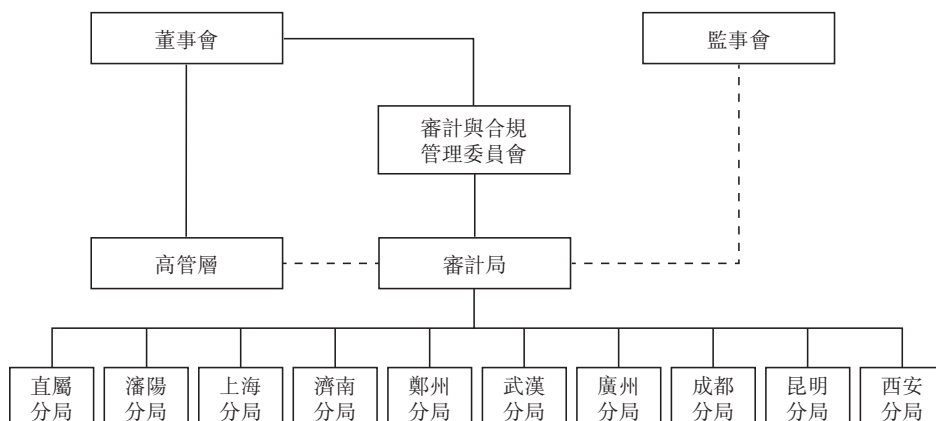 董事會
監事會
審計與合規
管理委員會
高管層
審計局
直屬
分局
瀋陽
分局
上海
分局
濟南
分局
鄭州
分局
武漢
分局
廣州
分局
成都
分局
昆明
分局
西安
分局